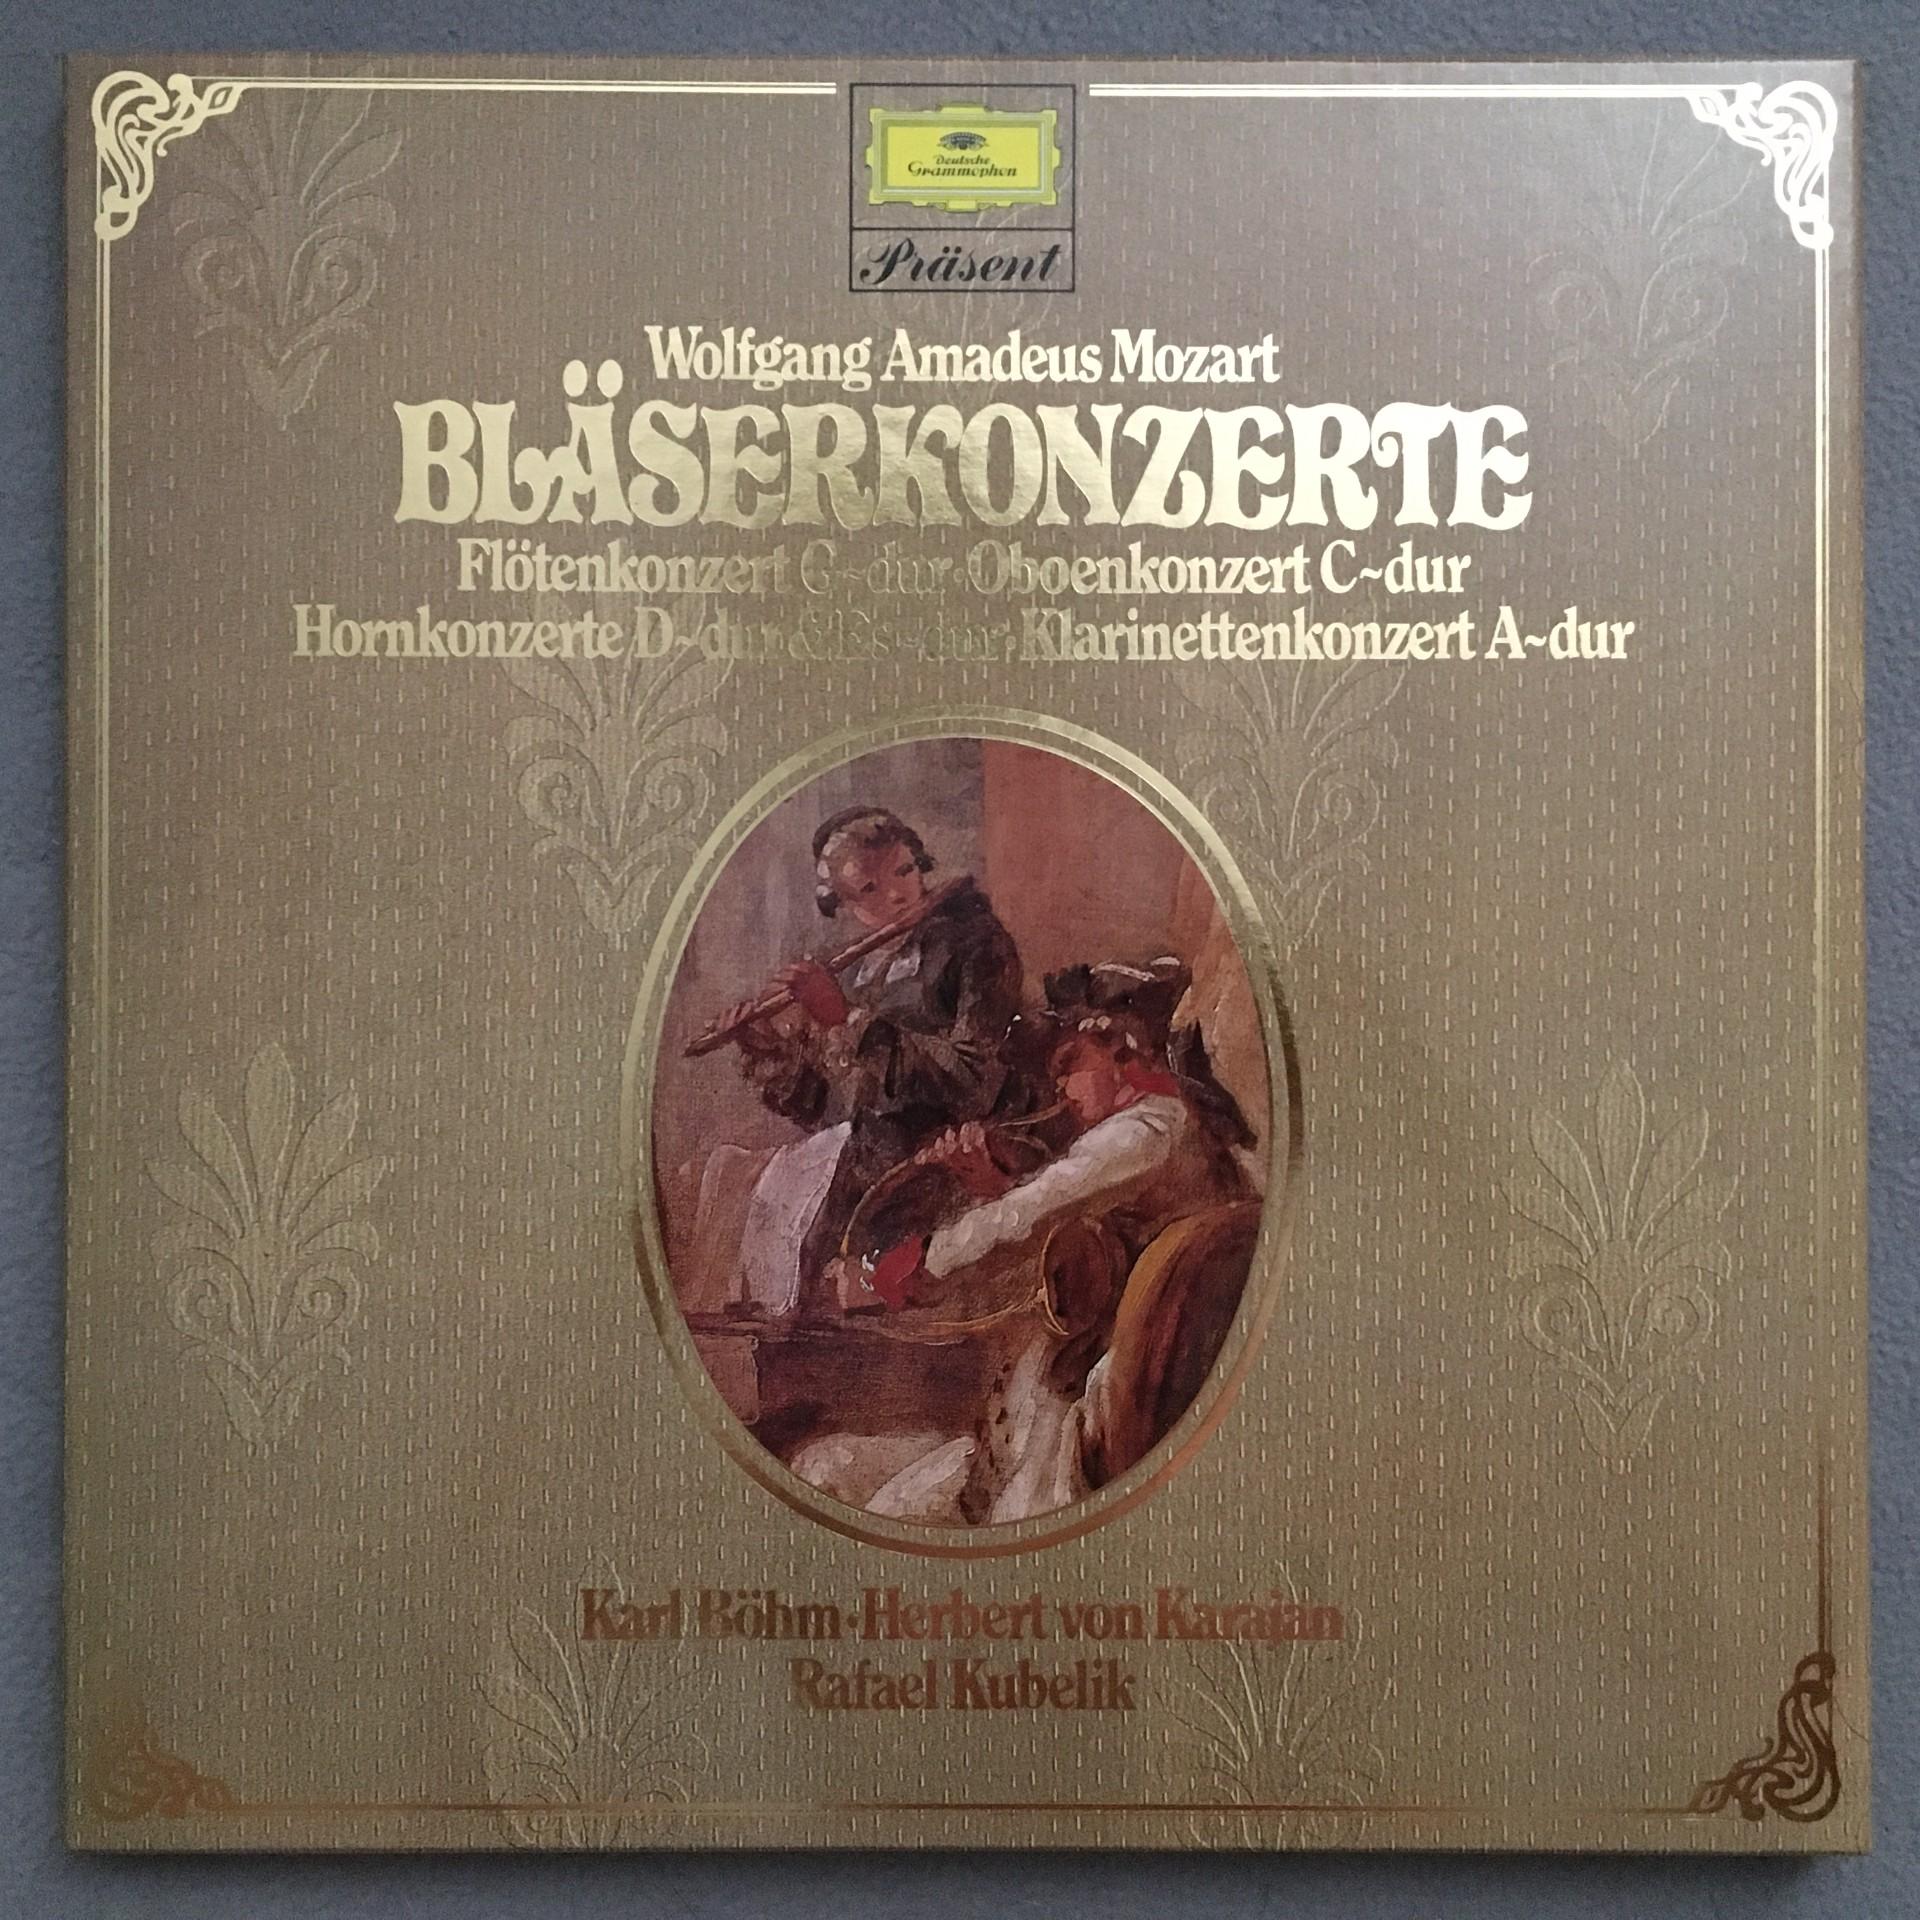 Deutsche
Grammophon
Präsent
Wolfgang Amadeus Mozart
BLÄSERKONZERTE
Flötenkonzert G~dur·Oboenkonzert C~dur
Hornkonzerte D~dur & Es~dur·Klarinettenkonzert A~dur
Karl Böhm·Herbert von Karajan
Rafael Kubelik